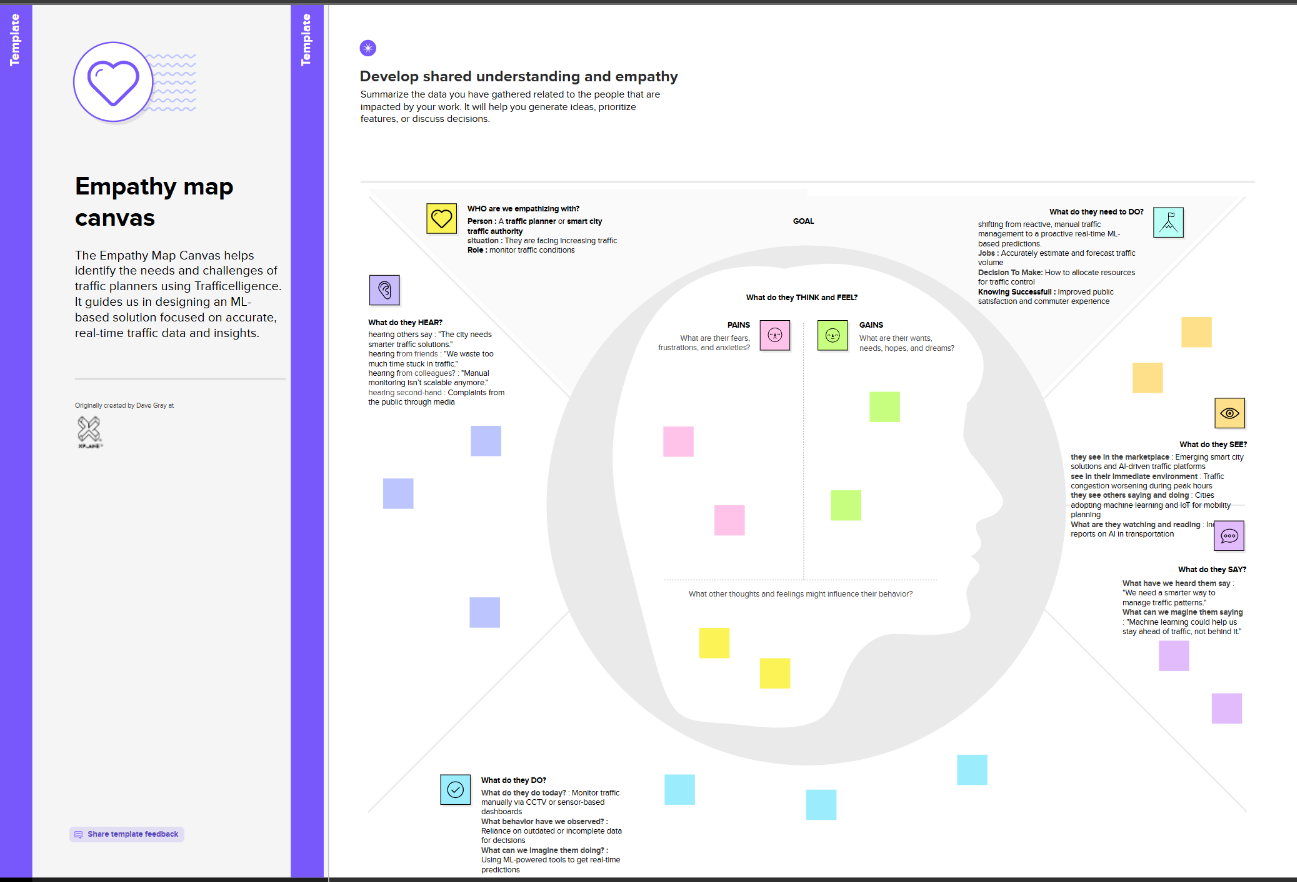 Template
Empathy map
canvas
The Empathy Map Canvas helps
identify the needs and challenges of
traffic planners using Trafficelligence.
It guides us in designing an ML-
based solution focused on accurate,
real-time traffic data and insights.
Originally created by Dave Gray at
XPLANE
Share template feedback
Template
Develop shared understanding and empathy
Summarize the data you have gathered related to the people that are
impacted by your work. It will help you generate ideas, prioritize
features, or discuss decisions.
WHO are we empathizing with?
Person : A traffic planner or smart city
traffic authority
situation : They are facing increasing traffic
Role : monitor traffic conditions
GOAL
What do they need to DO?
shifting from reactive, manual traffic
management to a proactive real-time ML-
based predictions.
Jobs : Accurately estimate and forecast traffic
volume
Decision To Make: How to allocate resources
for traffic control
Knowing Successfull : improved public
satisfaction and commuter experience
What do they HEAR?
hearing others say : "The city needs
smarter traffic solutions."
hearing from friends : "We waste too
much time stuck in traffic."
hearing from colleagues? : "Manual
monitoring isn't scalable anymore."
hearing second-hand : Complaints from
the public through media
What do they THINK and FEEL?
PAINS
What are their fears,
frustrations, and anxieties?
GAINS
What are their wants,
needs, hopes, and dreams?
What other thoughts and feelings might influence their behavior?
What do they SEE?
they see in the marketplace : Emerging smart city
solutions and AI-driven traffic platforms
see in their immediate environment : Traffic
congestion worsening during peak hours
they see others saying and doing : Cities
adopting machine learning and IoT for mobility
planning
What are they watching and reading :
reports on AI in transportation
What do they SAY?
What have we heard them say :
"We need a smarter way to
manage traffic patterns."
What can we magine them saying
: "Machine learning could help us
stay ahead of traffic, not behind it."
What do they DO?
What do they do today? : Monitor traffic
manually via CCTV or sensor-based
dashboards
What behavior have we observed? :
Reliance on outdated or incomplete data
for decisions
What can we imagine them doing? :
Using ML-powered tools to get real-time
predictions